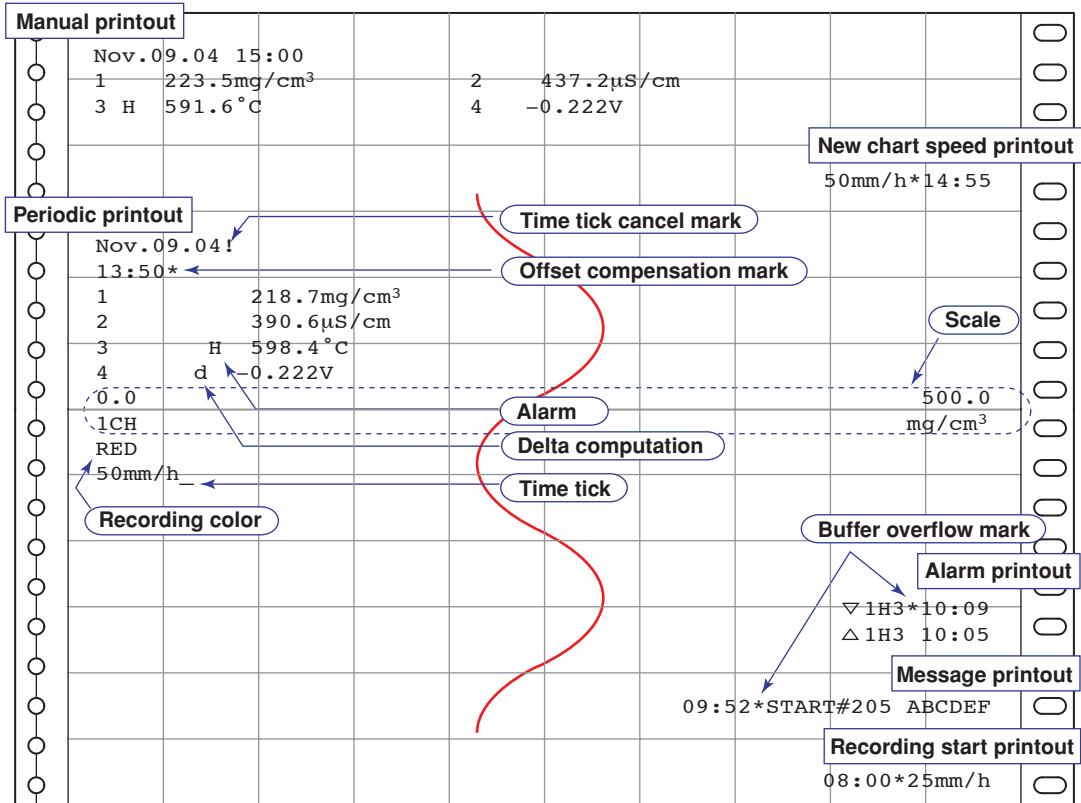 Manual printout
Nov.09.04 15:00
1 223.5mg/cm³ 2 437.2µS/cm
3 H 591.6°C 4 −0.222V
New chart speed printout
50mm/h*14:55
Periodic printout
Time tick cancel mark
Nov.09.04!
13:50*
Offset compensation mark
1 218.7mg/cm³
2 390.6µS/cm
Scale
3 H 598.4°C
4 d −0.222V
0.0 500.0
Alarm
1CH mg/cm³
Delta computation
RED
50mm/h_
Time tick
Recording color
Buffer overflow mark
Alarm printout
▽1H3*10:09
△1H3 10:05
Message printout
09:52*START#205 ABCDEF
Recording start printout
08:00*25mm/h